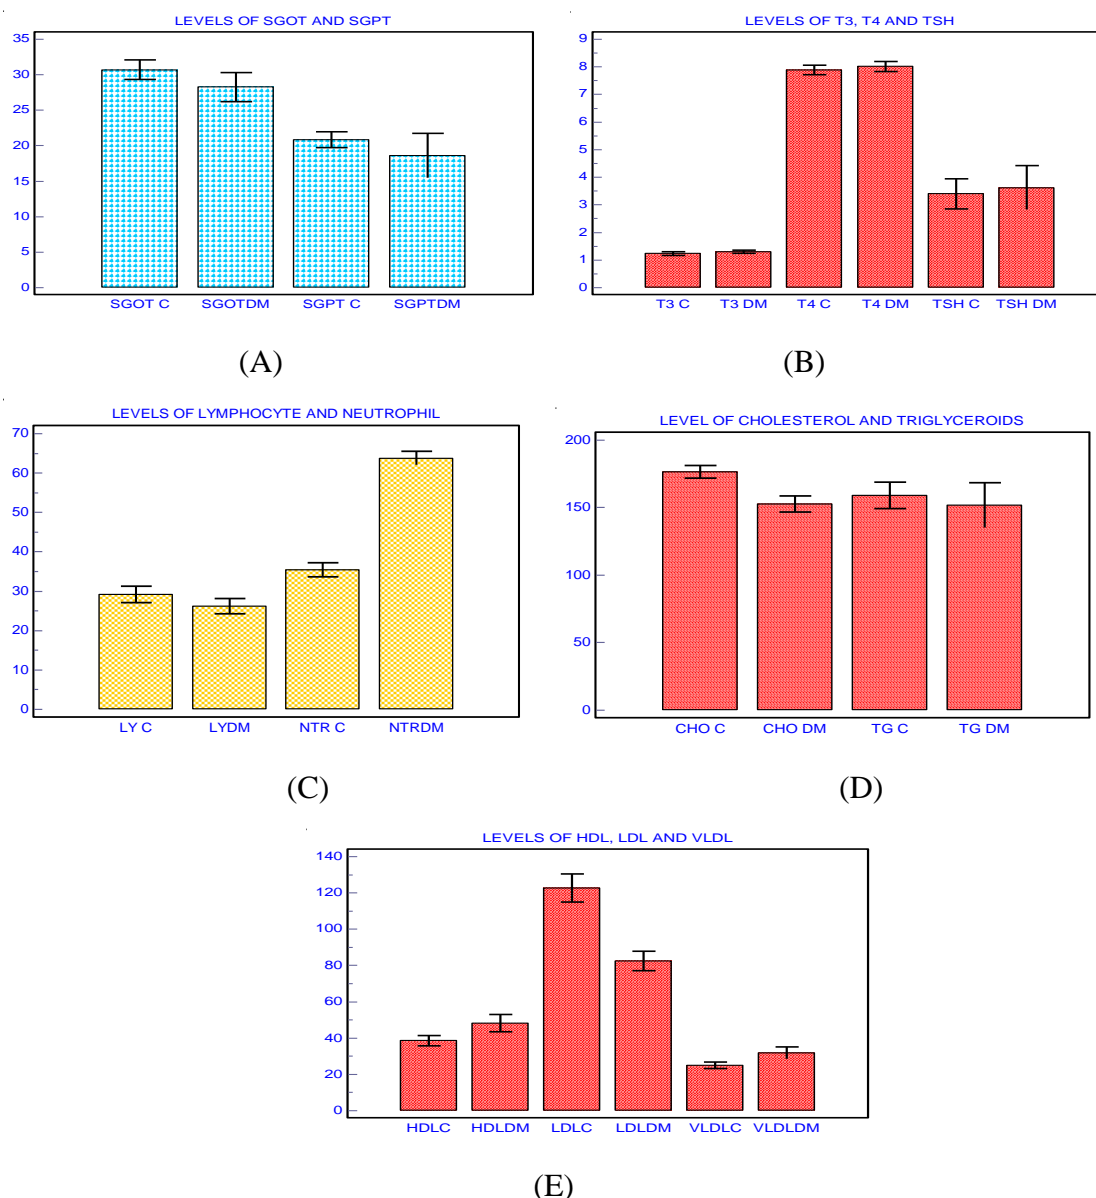 LEVELS OF SGOT AND SGPT
35
30
25
20
15
10
5
0
SGOT C SGOTDM SGPT C SGPTDM
(A)
LEVELS OF T3, T4 AND TSH
9
8
7
6
5
4
3
2
1
0
T3 C T3 DM T4 C T4 DM TSH C TSH DM
(B)
LEVELS OF LYMPHOCYTE AND NEUTROPHIL
70
60
50
40
30
20
10
0
LY C LYDM NTR C NTRDM
(C)
LEVEL OF CHOLESTEROL AND TRIGLYCEROIDS
200
150
100
50
0
CHO C CHO DM TG C TG DM
(D)
LEVELS OF HDL, LDL AND VLDL
140
120
100
80
60
40
20
0
HDLC HDLDM LDLC LDLDM VLDLC VLDLDM
(E)